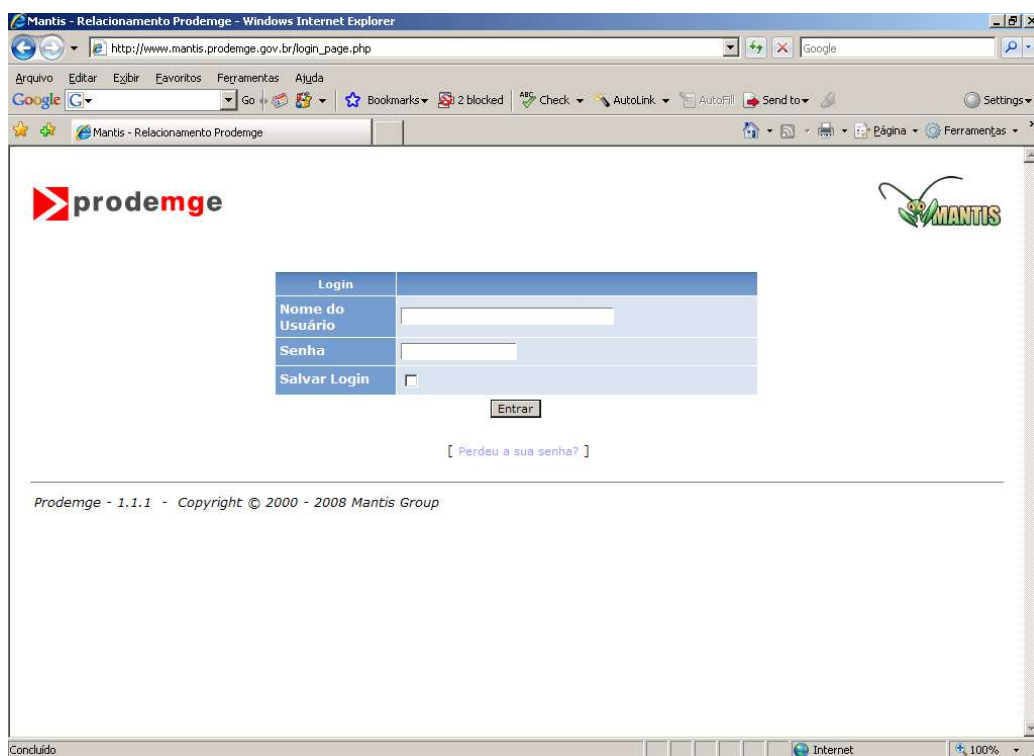 Mantis - Relacionamento Prodemge - Windows Internet Explorer
http://www.mantis.prodemge.gov.br/login_page.php Google
Arquivo Editar Exibir Favoritos Ferramentas Ajuda
Google G Go Bookmarks 2 blocked ABC Check AutoLink AutoFill Send to Settings
Mantis - Relacionamento Prodemge Página Ferramentas
prodemge MANTIS
Login
Nome do
Usuário
Senha
Salvar Login
Entrar
[ Perdeu a sua senha? ]
Prodemge - 1.1.1 - Copyright © 2000 - 2008 Mantis Group
Concluído Internet 100%